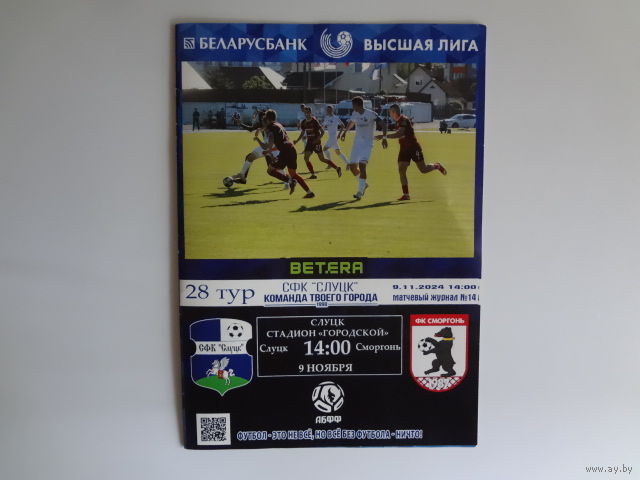 БЕЛАРУСБАНК ВЫСШАЯ ЛИГА
BETERA
28 тур
СФК "СЛУЦК"
КОМАНДА ТВОЕГО ГОРОДА
1998
9.11.2024 14:00
матчевый журнал №14
СЛУЦК
СТАДИОН «ГОРОДСКОЙ»
Слуцк 14:00 Сморгонь
9 НОЯБРЯ
СФК "Слуцк"
ФК СМОРГОНЬ
1987
АБФФ
ФУТБОЛ - ЭТО НЕ ВСЁ, НО ВСЁ БЕЗ ФУТБОЛА - НИЧТО!
www.ay.by